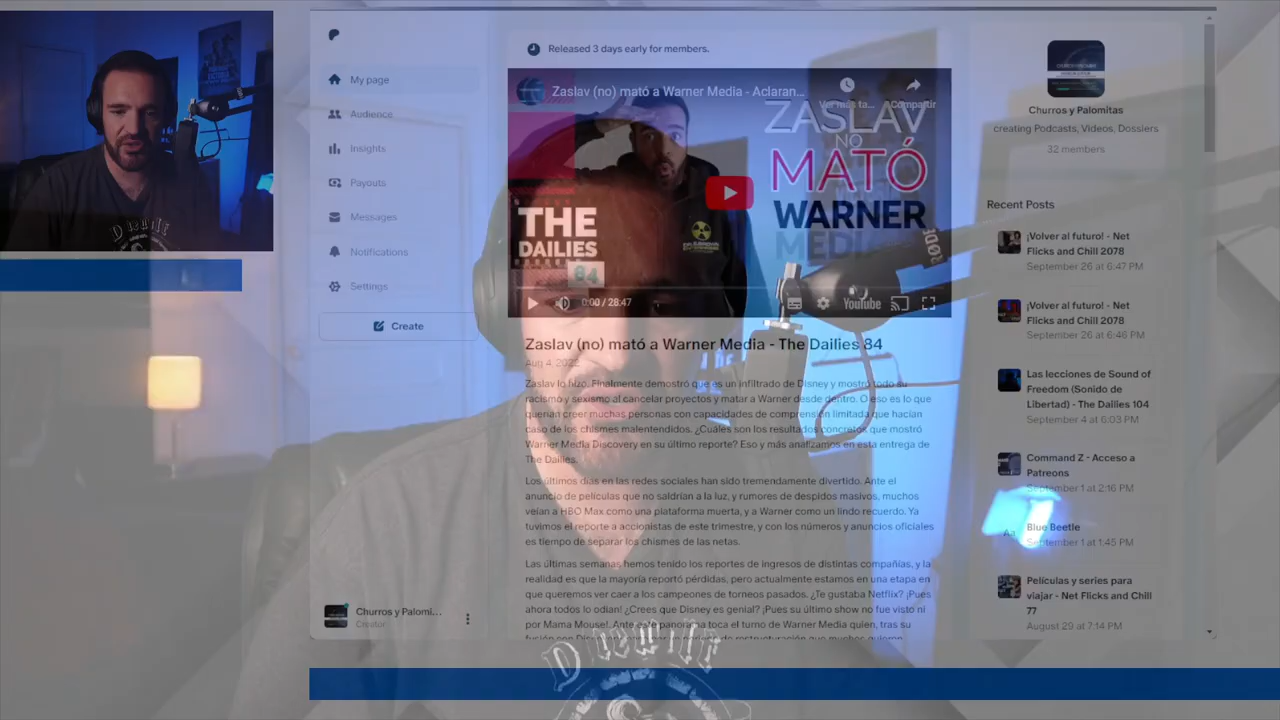 Released 3 days early for members.
My page
Audience
Insights
Payouts
Messages
Notifications
Settings
Create
Churros y Palomi...
Creator
Zaslav (no) mató a Warner Media - Aclaran...
Ver más ta...
Compartir
ZASLAV
NO
MATÓ
WARNER
MEDIA
THE
DAILIES
84
0:00 / 28:47
YouTube
Zaslav (no) mató a Warner Media - The Dailies 84
Aug 4, 2022
Zaslav lo hizo. Finalmente demostró que es un infiltrado de Disney y mostró todo su
racismo y sexismo al cancelar proyectos y matar a Warner desde dentro. O eso es lo que
querían creer muchas personas con capacidades de comprensión limitada que hacían
caso de los chismes malentendidos. ¿Cuáles son los resultados concretos que mostró
Warner Media Discovery en su último reporte? Eso y más analizamos en esta entrega de
The Dailies.
Los últimos días en las redes sociales han sido tremendamente divertido. Ante el
anuncio de películas que no saldrían a la luz, y rumores de despidos masivos, muchos
veían a HBO Max como una plataforma muerta, y a Warner como un lindo recuerdo. Ya
tuvimos el reporte a accionistas de este trimestre, y con los números y anuncios oficiales
es tiempo de separar los chismes de las netas.
Las últimas semanas hemos tenido los reportes de ingresos de distintas compañías, y la
realidad es que la mayoría reportó pérdidas, pero actualmente estamos en una etapa en
que queremos ver caer a los campeones de torneos pasados. ¿Te gustaba Netflix? ¡Pues
ahora todos lo odian! ¿Crees que Disney es genial? ¡Pues su último show no fue visto ni
por Mama Mouse!. Ante este panorama toca el turno de Warner Media quien, tras su
Churros y Palomitas
creating Podcasts, Videos, Dossiers
32 members
Recent Posts
¡Volver al futuro! - Net
Flicks and Chill 2078
September 26 at 6:47 PM
¡Volver al futuro! - Net
Flicks and Chill 2078
September 26 at 6:46 PM
Las lecciones de Sound of
Freedom (Sonido de
Libertad) - The Dailies 104
September 4 at 6:03 PM
Command Z - Acceso a
Patreons
September 1 at 2:16 PM
Aa
Blue Beetle
September 1 at 1:45 PM
Películas y series para
viajar - Net Flicks and Chill
77
August 29 at 7:14 PM